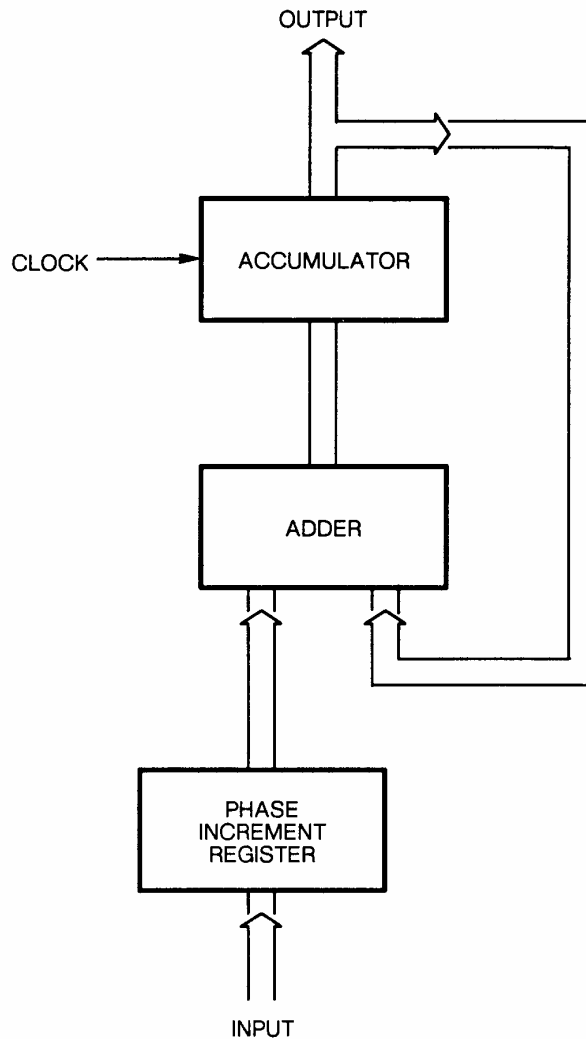 OUTPUT
CLOCK
ACCUMULATOR
ADDER
PHASE
INCREMENT
REGISTER
INPUT